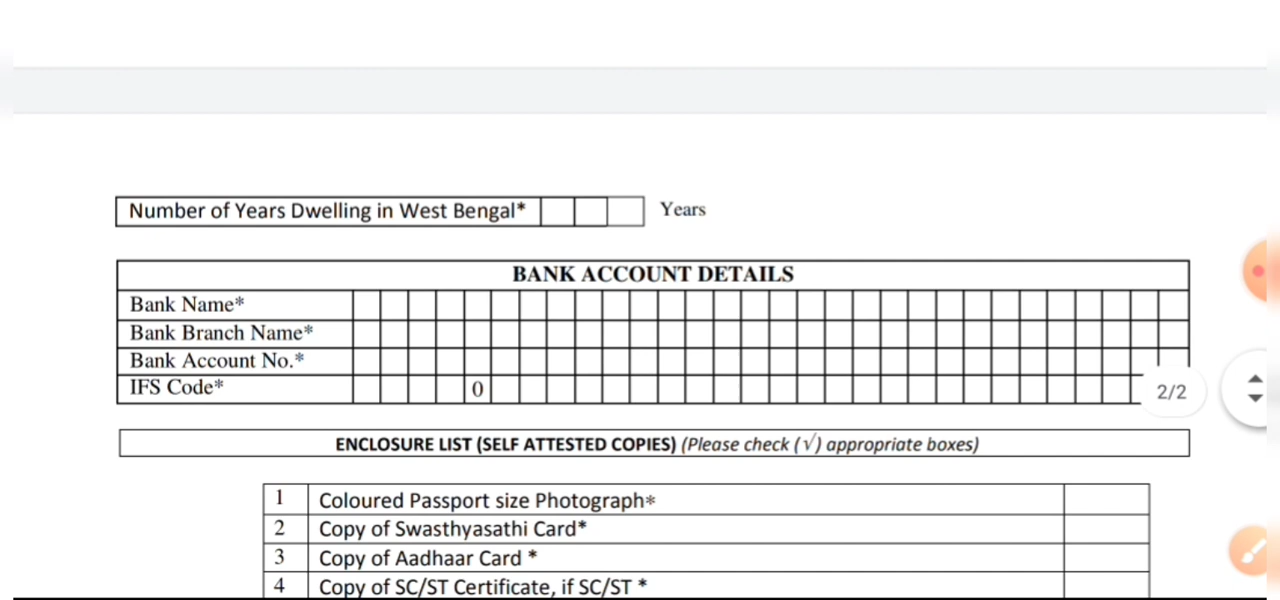 Number of Years Dwelling in West Bengal* Years
BANK ACCOUNT DETAILS
Bank Name*
Bank Branch Name*
Bank Account No.*
IFS Code* 0
2/2
ENCLOSURE LIST (SELF ATTESTED COPIES) (Please check (√) appropriate boxes)
1 Coloured Passport size Photograph*
2 Copy of Swasthyasathi Card*
3 Copy of Aadhaar Card *
4 Copy of SC/ST Certificate, if SC/ST *